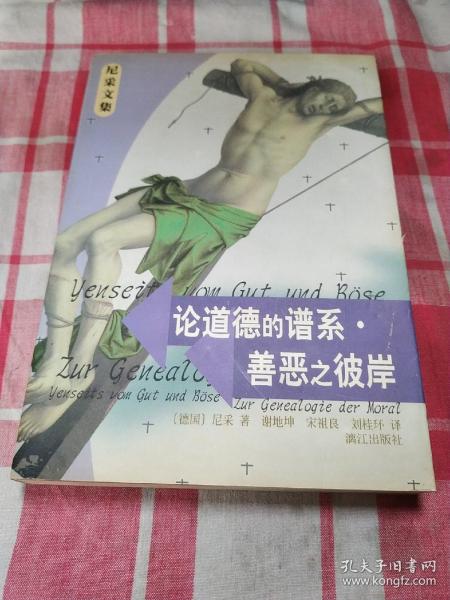 尼采文集
Yenseits vom Gut und Böse
论道德的谱系·
善恶之彼岸
Zur Genealog
Yenseits vom Gut und Böse
Zur Genealogie der Moral
〔德国〕尼采 著 谢地坤 宋祖良 刘桂环 译
漓江出版社
孔夫子旧书网
www.kongfz.com